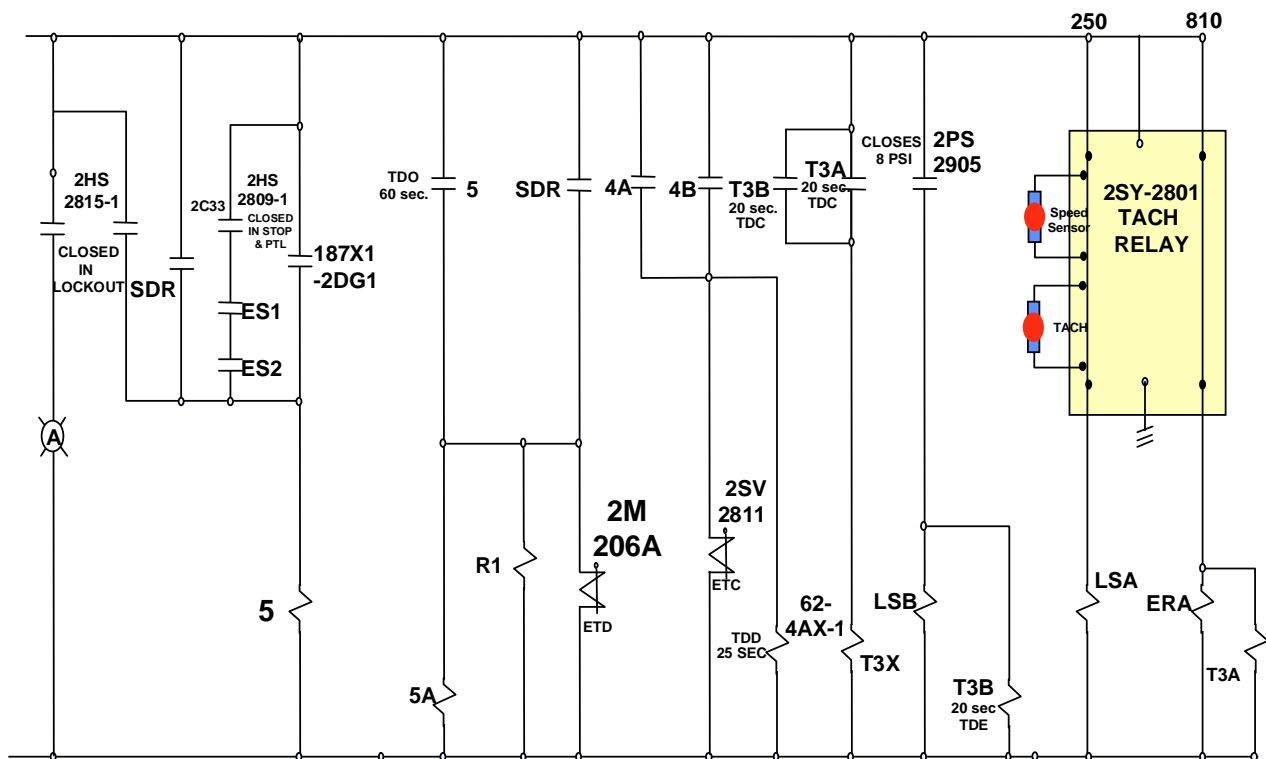 250
810
2HS
2815-1
CLOSED
IN
LOCKOUT
A
SDR
2C33
2HS
2809-1
CLOSED
IN STOP
& PTL
187X1
-2DG1
ES1
ES2
5
TDO
60 sec.
5
5A
SDR
R1
2M
206A
ETD
4A
4B
2SV
2811
ETC
TDD
25 SEC
62-
4AX-1
T3B
20 sec.
TDC
T3A
20 sec.
TDC
T3X
CLOSES
8 PSI
2PS
2905
LSB
T3B
20 sec
TDE
Speed
Sensor
TACH
2SY-2801
TACH
RELAY
LSA
ERA
T3A